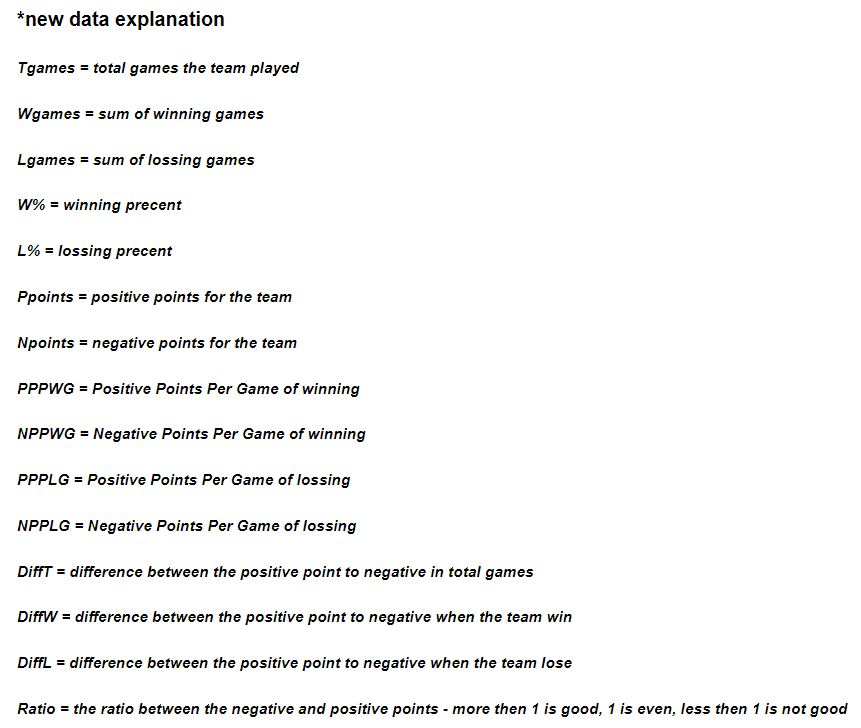 *new data explanation
Tgames = total games the team played
Wgames = sum of winning games
Lgames = sum of lossing games
W% = winning precent
L% = lossing precent
Ppoints = positive points for the team
Npoints = negative points for the team
PPPWG = Positive Points Per Game of winning
NPPWG = Negative Points Per Game of winning
PPPLG = Positive Points Per Game of lossing
NPPLG = Negative Points Per Game of lossing
DiffT = difference between the positive point to negative in total games
DiffW = difference between the positive point to negative when the team win
DiffL = difference between the positive point to negative when the team lose
Ratio = the ratio between the negative and positive points - more then 1 is good, 1 is even, less then 1 is not good